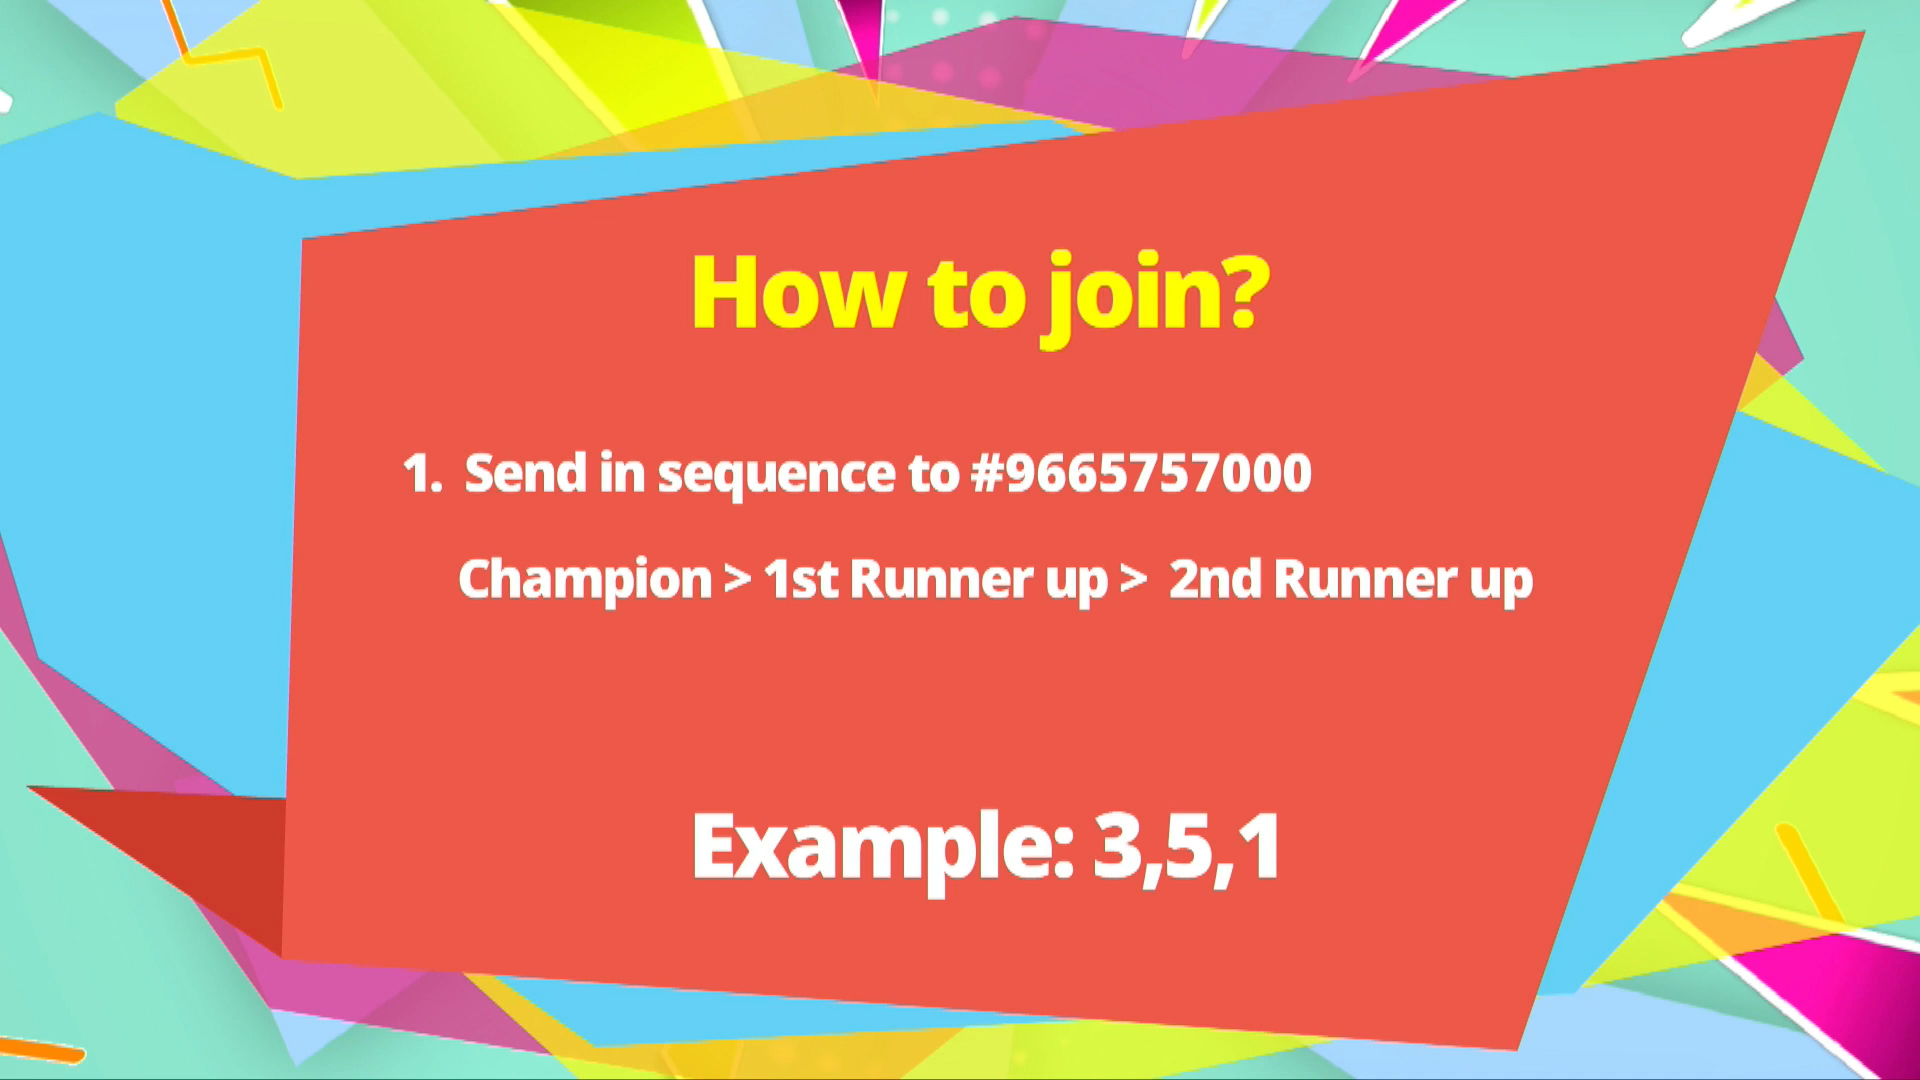 How to join?
1. Send in sequence to #9665757000
Champion > 1st Runner up > 2nd Runner up
Example: 3,5,1